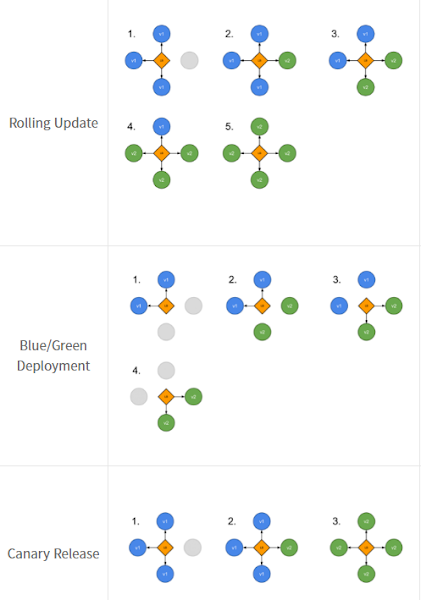 1. v1 2. v1 3. v1
v1 v1 v2 v1 v2
v1 v1 v2
Rolling Update
4. v1 5. v2
v2 v2 v2 v2
v2 v2
1. v1 2. v1 3. v1
v1 v1 v2 v1 v2
v2 v2
Blue/Green
Deployment
4.
v2
v2
1. v1 2. v1 3. v2
Canary Release
v1 v1 v2 v2 v2
v1 v1 v2